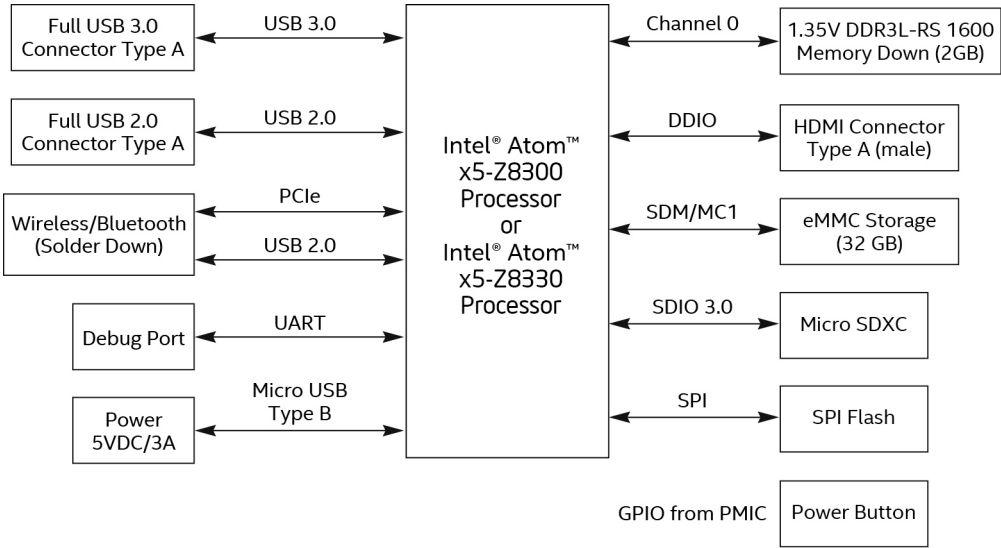 Full USB 3.0
Connector Type A
USB 3.0
Full USB 2.0
Connector Type A
USB 2.0
Wireless/Bluetooth
(Solder Down)
PCIe
USB 2.0
Debug Port
UART
Power
5VDC/3A
Micro USB
Type B
Intel® Atom™
x5-Z8300
Processor
or
Intel® Atom™
x5-Z8330
Processor
Channel 0
1.35V DDR3L-RS 1600
Memory Down (2GB)
DDIO
HDMI Connector
Type A (male)
SDM/MC1
eMMC Storage
(32 GB)
SDIO 3.0
Micro SDXC
SPI
SPI Flash
GPIO from PMIC
Power Button